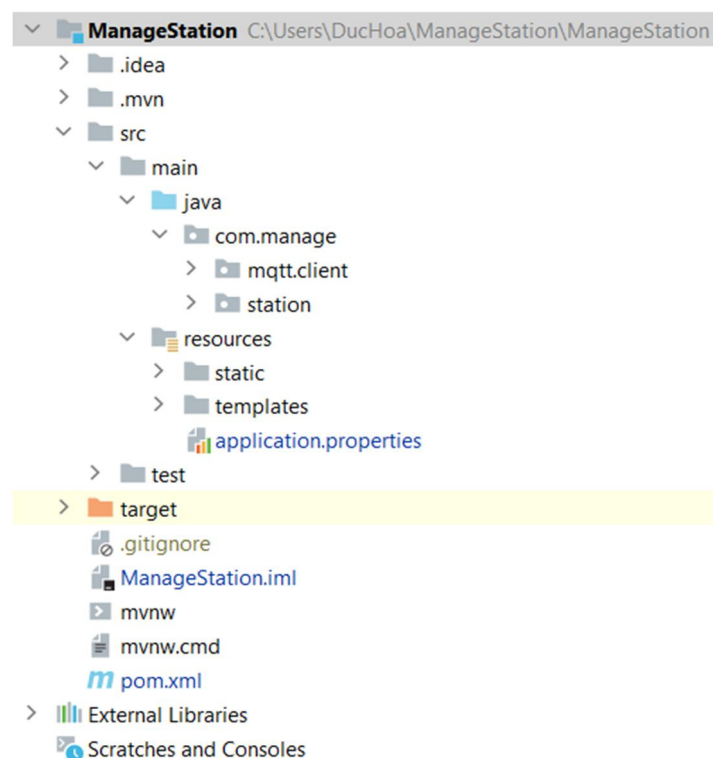 ManageStation C:\Users\DucHoa\ManageStation\ManageStation
.idea
.mvn
src
main
java
com.manage
mqtt.client
station
resources
static
templates
application.properties
test
target
.gitignore
ManageStation.iml
mvnw
mvnw.cmd
m pom.xml
External Libraries
Scratches and Consoles